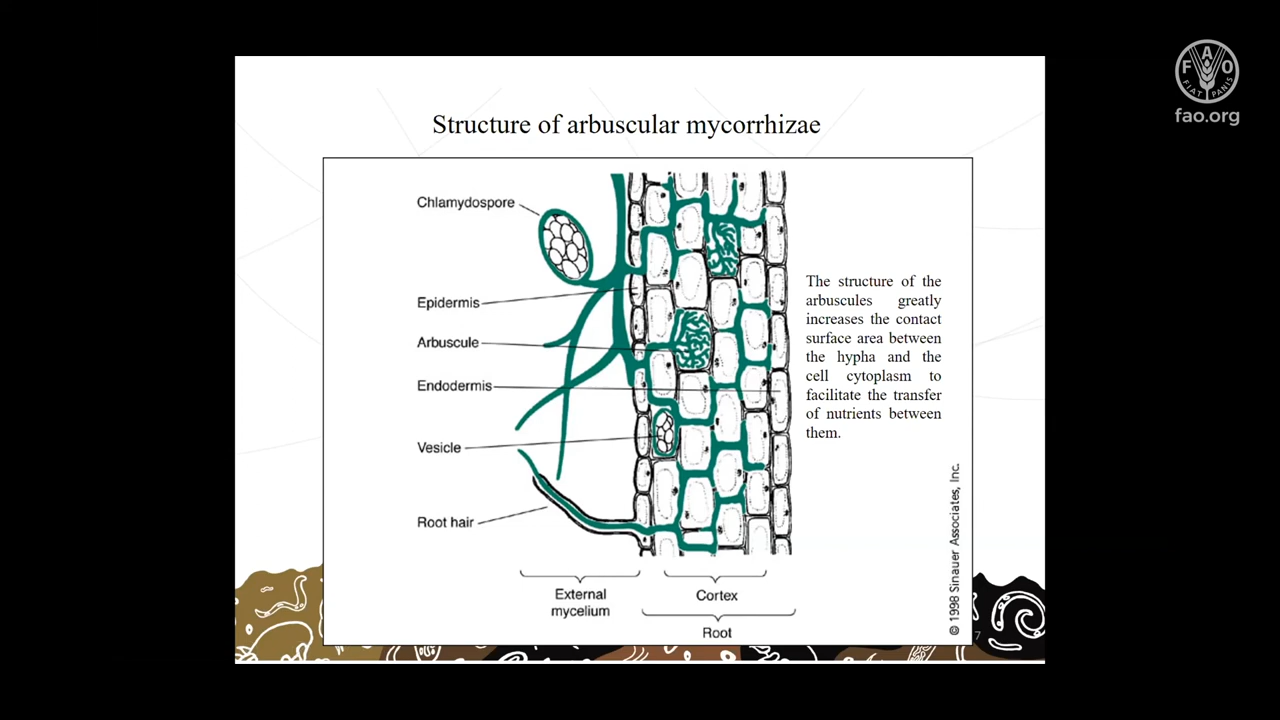 FAO
FIAT PANIS
fao.org
Structure of arbuscular mycorrhizae
Chlamydospore
Epidermis
Arbuscule
Endodermis
Vesicle
Root hair
External
mycelium
Cortex
Root
The structure of the
arbuscules greatly
increases the contact
surface area between
the hypha and the
cell cytoplasm to
facilitate the transfer
of nutrients between
them.
© 1998 Sinauer Associates, Inc.
7